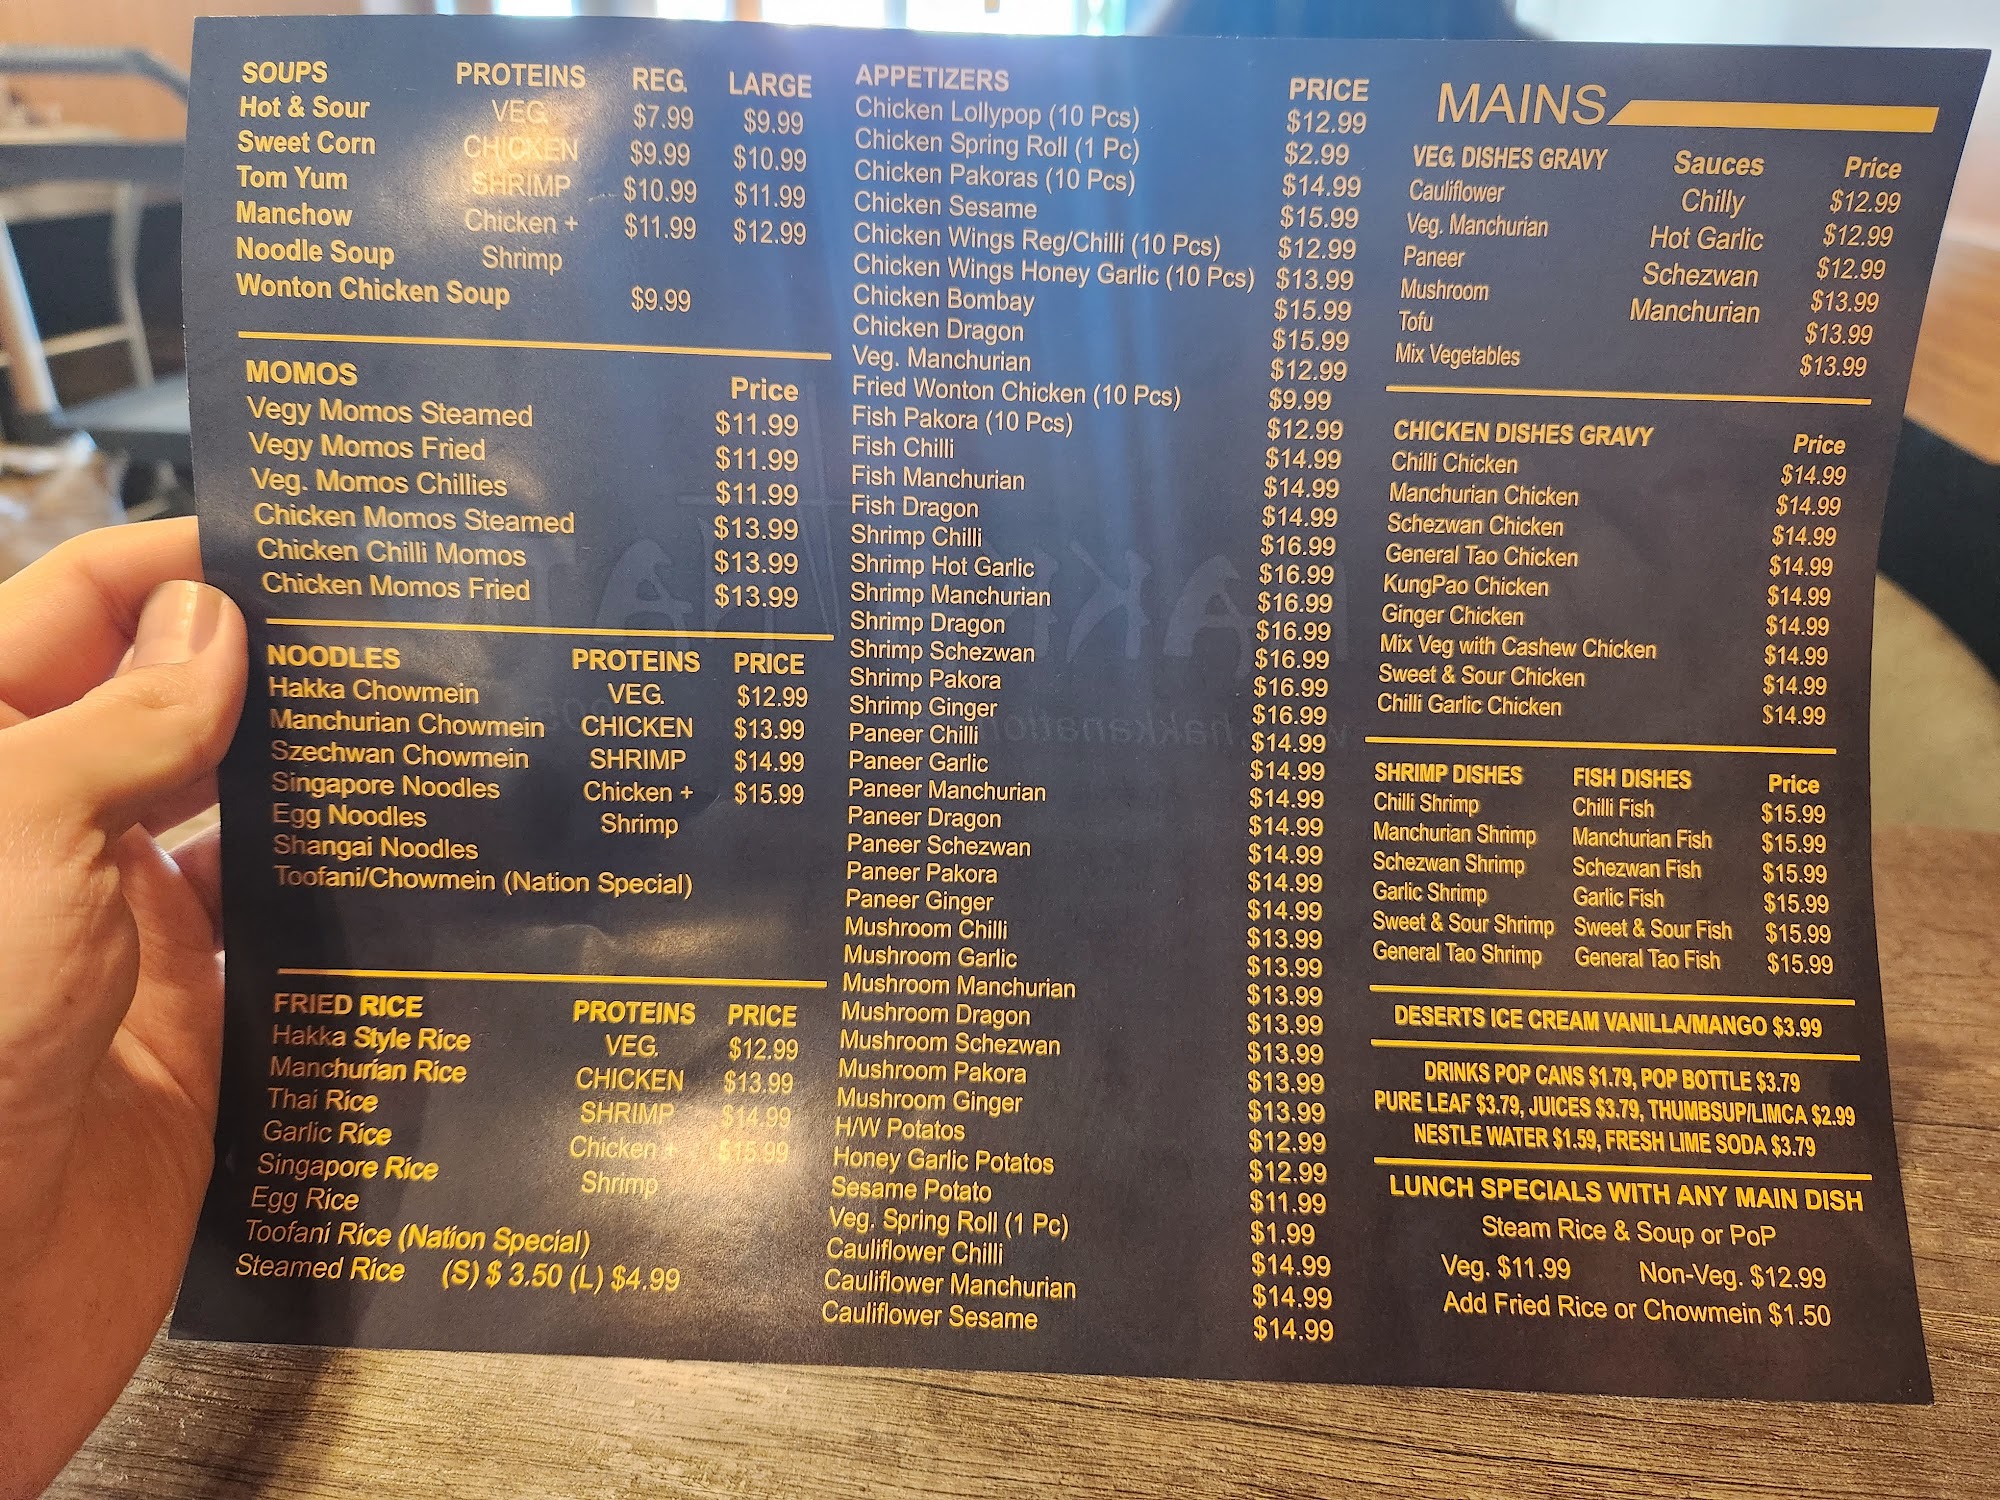 SOUPS PROTEINS REG. LARGE
Hot & Sour VEG. $7.99 $9.99
Sweet Corn CHICKEN $9.99 $10.99
Tom Yum SHRIMP $10.99 $11.99
Manchow Chicken + $11.99 $12.99
Noodle Soup Shrimp
Wonton Chicken Soup $9.99
MOMOS Price
Vegy Momos Steamed $11.99
Vegy Momos Fried $11.99
Veg. Momos Chillies $11.99
Chicken Momos Steamed $13.99
Chicken Chilli Momos $13.99
Chicken Momos Fried $13.99
NOODLES PROTEINS PRICE
Hakka Chowmein VEG. $12.99
Manchurian Chowmein CHICKEN $13.99
Szechwan Chowmein SHRIMP $14.99
Singapore Noodles Chicken + $15.99
Egg Noodles Shrimp
Shangai Noodles
Toofani/Chowmein (Nation Special)
FRIED RICE PROTEINS PRICE
Hakka Style Rice VEG. $12.99
Manchurian Rice CHICKEN $13.99
Thai Rice SHRIMP $14.99
Garlic Rice Chicken + $15.99
Singapore Rice Shrimp
Egg Rice
Toofani Rice (Nation Special)
Steamed Rice (S) $ 3.50 (L) $4.99
APPETIZERS PRICE
Chicken Lollypop (10 Pcs) $12.99
Chicken Spring Roll (1 Pc) $2.99
Chicken Pakoras (10 Pcs) $14.99
Chicken Sesame $15.99
Chicken Wings Reg/Chilli (10 Pcs) $12.99
Chicken Wings Honey Garlic (10 Pcs) $13.99
Chicken Bombay $15.99
Chicken Dragon $15.99
Veg. Manchurian $12.99
Fried Wonton Chicken (10 Pcs) $9.99
Fish Pakora (10 Pcs) $12.99
Fish Chilli $14.99
Fish Manchurian $14.99
Fish Dragon $14.99
Shrimp Chilli $16.99
Shrimp Hot Garlic $16.99
Shrimp Manchurian $16.99
Shrimp Dragon $16.99
Shrimp Schezwan $16.99
Shrimp Pakora $16.99
Shrimp Ginger $16.99
Paneer Chilli $14.99
Paneer Garlic $14.99
Paneer Manchurian $14.99
Paneer Dragon $14.99
Paneer Schezwan $14.99
Paneer Pakora $14.99
Paneer Ginger $14.99
Mushroom Chilli $13.99
Mushroom Garlic $13.99
Mushroom Manchurian $13.99
Mushroom Dragon $13.99
Mushroom Schezwan $13.99
Mushroom Pakora $13.99
Mushroom Ginger $13.99
H/W Potatos $12.99
Honey Garlic Potatos $12.99
Sesame Potato $11.99
Veg. Spring Roll (1 Pc) $1.99
Cauliflower Chilli $14.99
Cauliflower Manchurian $14.99
Cauliflower Sesame $14.99
MAINS
VEG. DISHES GRAVY Sauces Price
Cauliflower Chilly $12.99
Veg. Manchurian Hot Garlic $12.99
Paneer Schezwan $12.99
Mushroom Manchurian $13.99
Tofu $13.99
Mix Vegetables $13.99
CHICKEN DISHES GRAVY Price
Chilli Chicken $14.99
Manchurian Chicken $14.99
Schezwan Chicken $14.99
General Tao Chicken $14.99
KungPao Chicken $14.99
Ginger Chicken $14.99
Mix Veg with Cashew Chicken $14.99
Sweet & Sour Chicken $14.99
Chilli Garlic Chicken $14.99
SHRIMP DISHES FISH DISHES Price
Chilli Shrimp Chilli Fish $15.99
Manchurian Shrimp Manchurian Fish $15.99
Schezwan Shrimp Schezwan Fish $15.99
Garlic Shrimp Garlic Fish $15.99
Sweet & Sour Shrimp Sweet & Sour Fish $15.99
General Tao Shrimp General Tao Fish $15.99
DESERTS ICE CREAM VANILLA/MANGO $3.99
DRINKS POP CANS $1.79, POP BOTTLE $3.79
PURE LEAF $3.79, JUICES $3.79, THUMBSUP/LIMCA $2.99
NESTLE WATER $1.59, FRESH LIME SODA $3.79
LUNCH SPECIALS WITH ANY MAIN DISH
Steam Rice & Soup or PoP
Veg. $11.99 Non-Veg. $12.99
Add Fried Rice or Chowmein $1.50